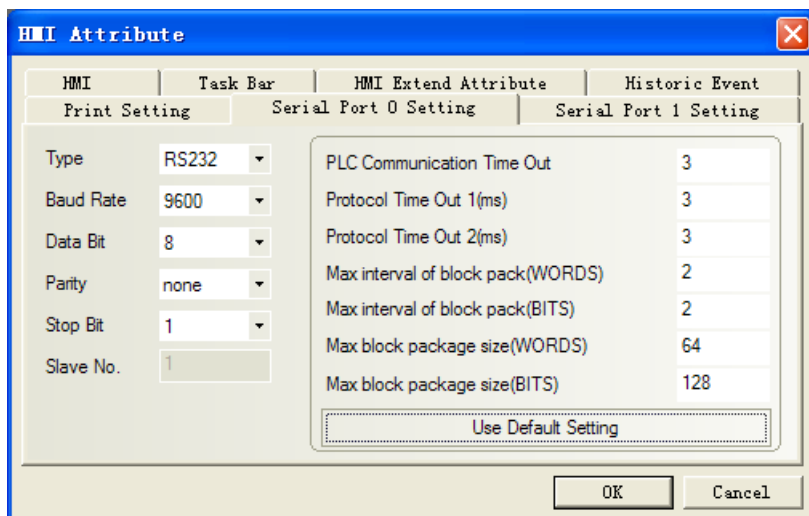 HMI Attribute
HMI Task Bar HMI Extend Attribute Historic Event
Print Setting Serial Port 0 Setting Serial Port 1 Setting
Type RS232
Baud Rate 9600
Data Bit 8
Parity none
Stop Bit 1
Slave No. 1
PLC Communication Time Out 3
Protocol Time Out 1(ms) 3
Protocol Time Out 2(ms) 3
Max interval of block pack(WORDS) 2
Max interval of block pack(BITS) 2
Max block package size(WORDS) 64
Max block package size(BITS) 128
Use Default Setting
OK Cancel